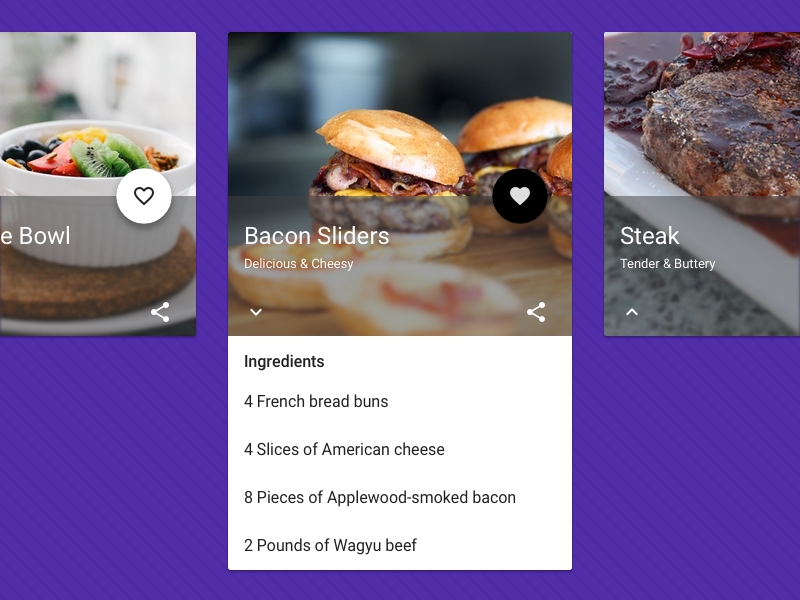 e Bowl
Bacon Sliders
Delicious & Cheesy
Ingredients
4 French bread buns
4 Slices of American cheese
8 Pieces of Applewood-smoked bacon
2 Pounds of Wagyu beef
Steak
Tender & Buttery